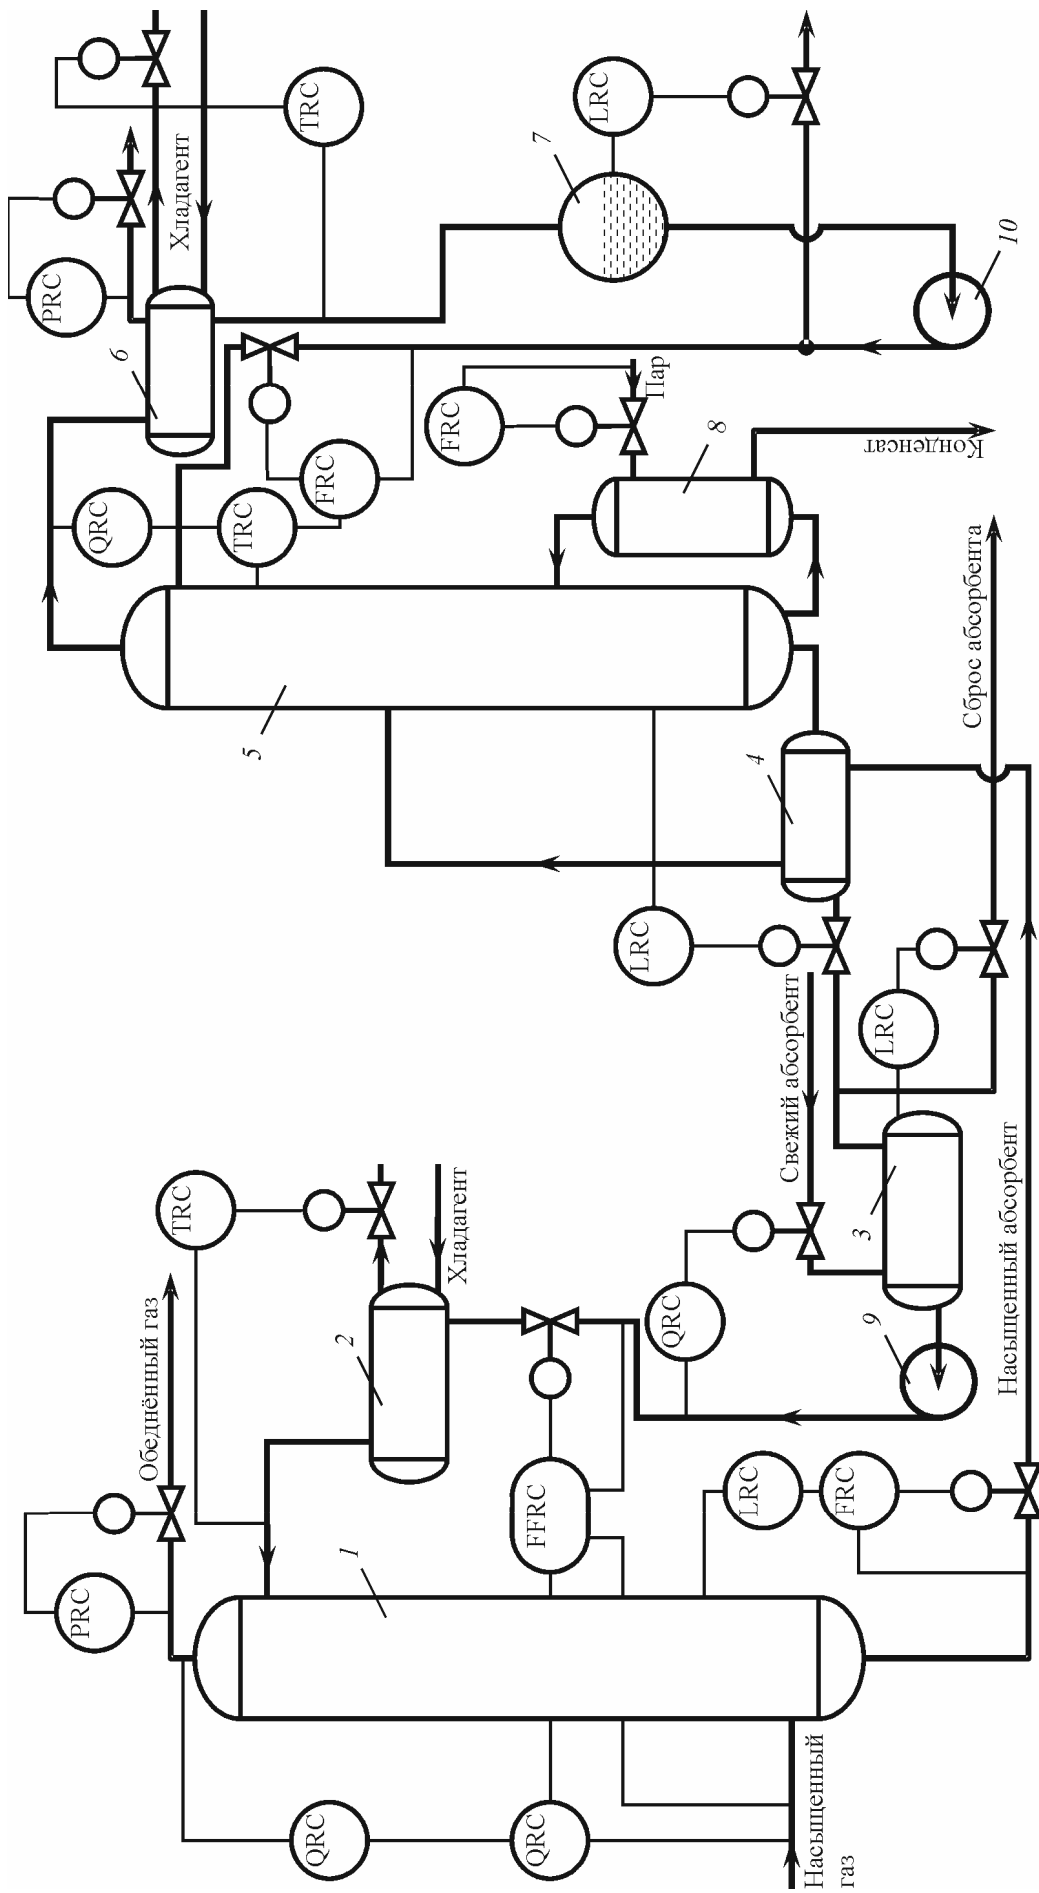 PRC
PRC
QRC
6
Обеднённый газ
TRC
Хладагент
TRC
5
TRC
QRC
FRC
2
1
FRC
Хладагент
QRC
FFRC
7
LRC
LRC
Пар
QRC
8
LRC
4
Свежий абсорбент
Насыщенный
газ
FRC
3
9
LRC
Конденсат
Сброс абсорбента
Насыщенный абсорбент
10